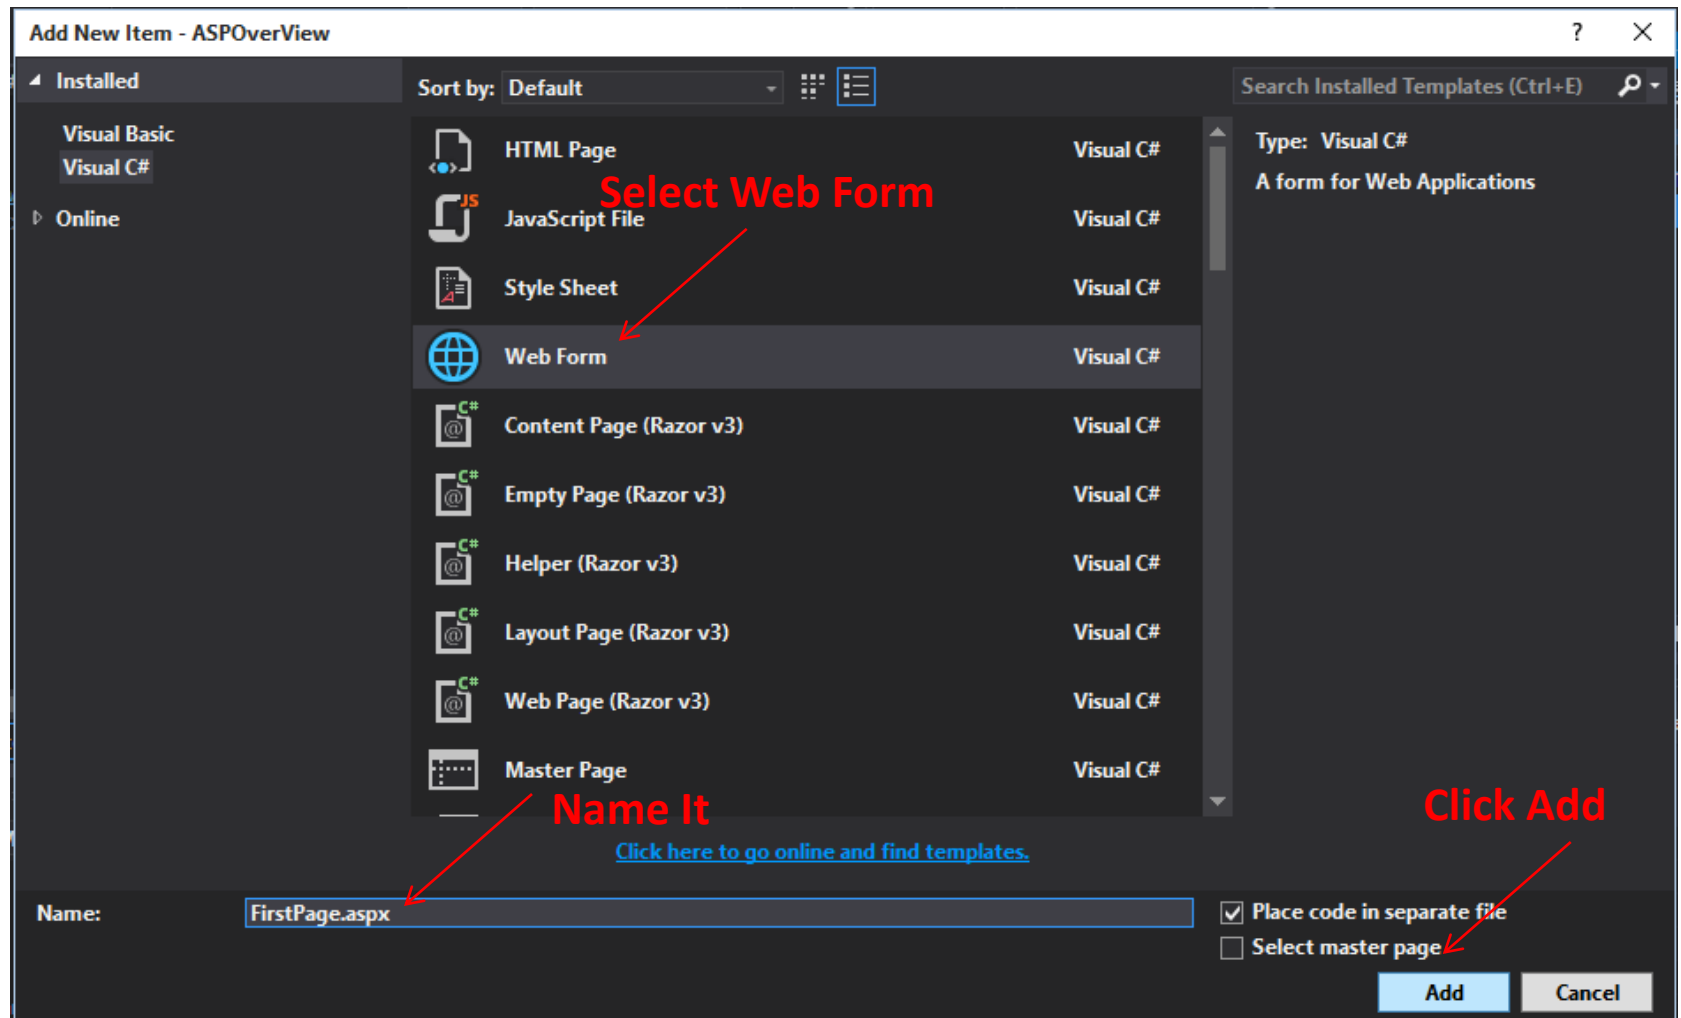 Add New Item - ASPOverView
?
Installed
Sort by: Default
Search Installed Templates (Ctrl+E)
Visual Basic
Visual C#
Online
HTML Page Visual C#
Select Web Form
JavaScript File Visual C#
Style Sheet Visual C#
Web Form Visual C#
Content Page (Razor v3) Visual C#
Empty Page (Razor v3) Visual C#
Helper (Razor v3) Visual C#
Layout Page (Razor v3) Visual C#
Web Page (Razor v3) Visual C#
Master Page Visual C#
Type: Visual C#
A form for Web Applications
Name It
Click Add
Click here to go online and find templates.
Name: FirstPage.aspx
Place code in separate file
Select master page
Add Cancel